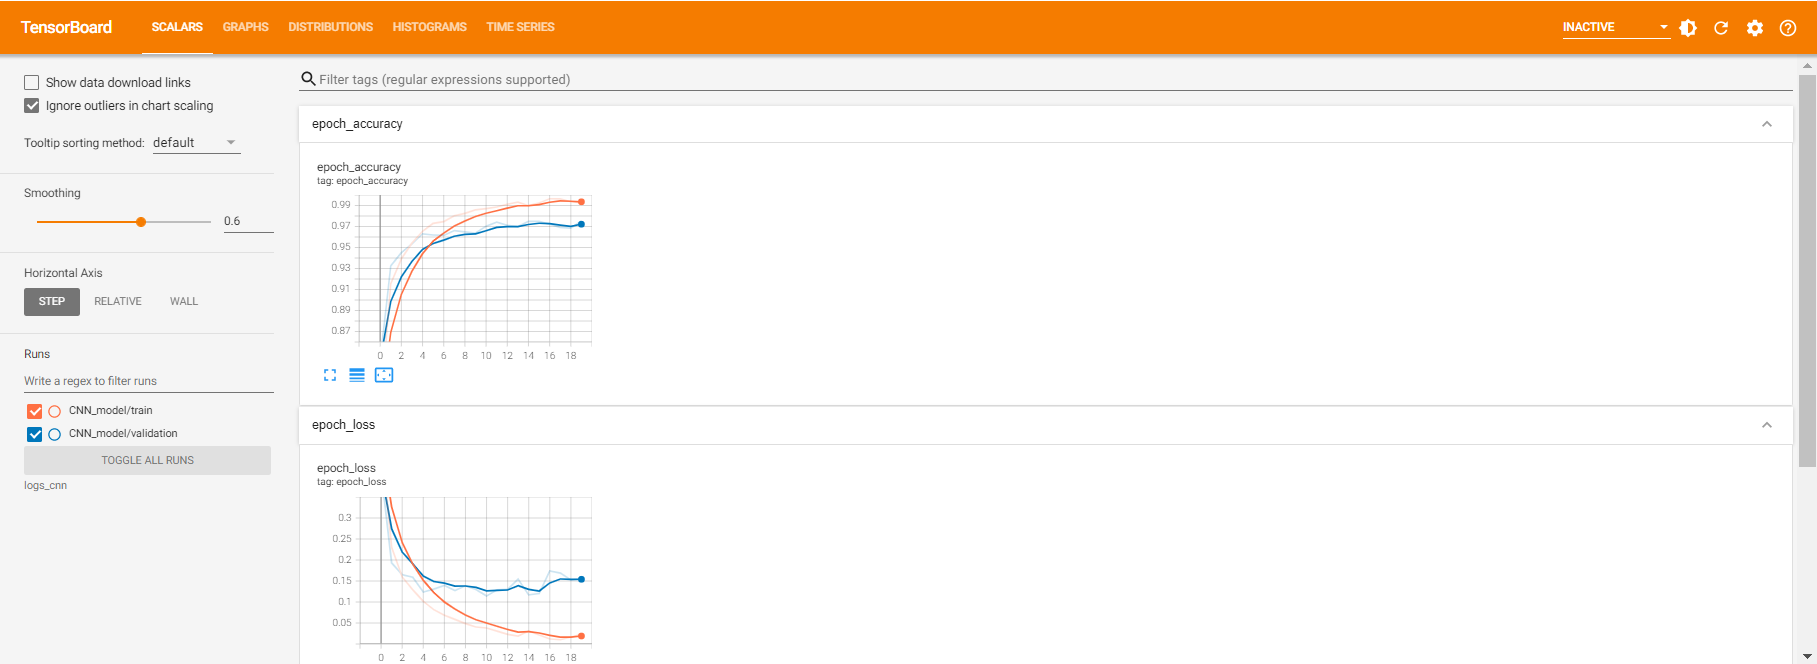 TensorBoard
SCALARS GRAPHS DISTRIBUTIONS HISTOGRAMS TIME SERIES
INACTIVE
Show data download links
Ignore outliers in chart scaling
Tooltip sorting method: default
Smoothing
0.6
Horizontal Axis
STEP RELATIVE WALL
Runs
Write a regex to filter runs
CNN_model/train
CNN_model/validation
TOGGLE ALL RUNS
logs_cnn
Filter tags (regular expressions supported)
epoch_accuracy
epoch_accuracy
tag: epoch_accuracy
0.99
0.97
0.95
0.93
0.91
0.89
0.87
0 2 4 6 8 10 12 14 16 18
epoch_loss
epoch_loss
tag: epoch_loss
0.3
0.25
0.2
0.15
0.1
0.05
0 2 4 6 8 10 12 14 16 18